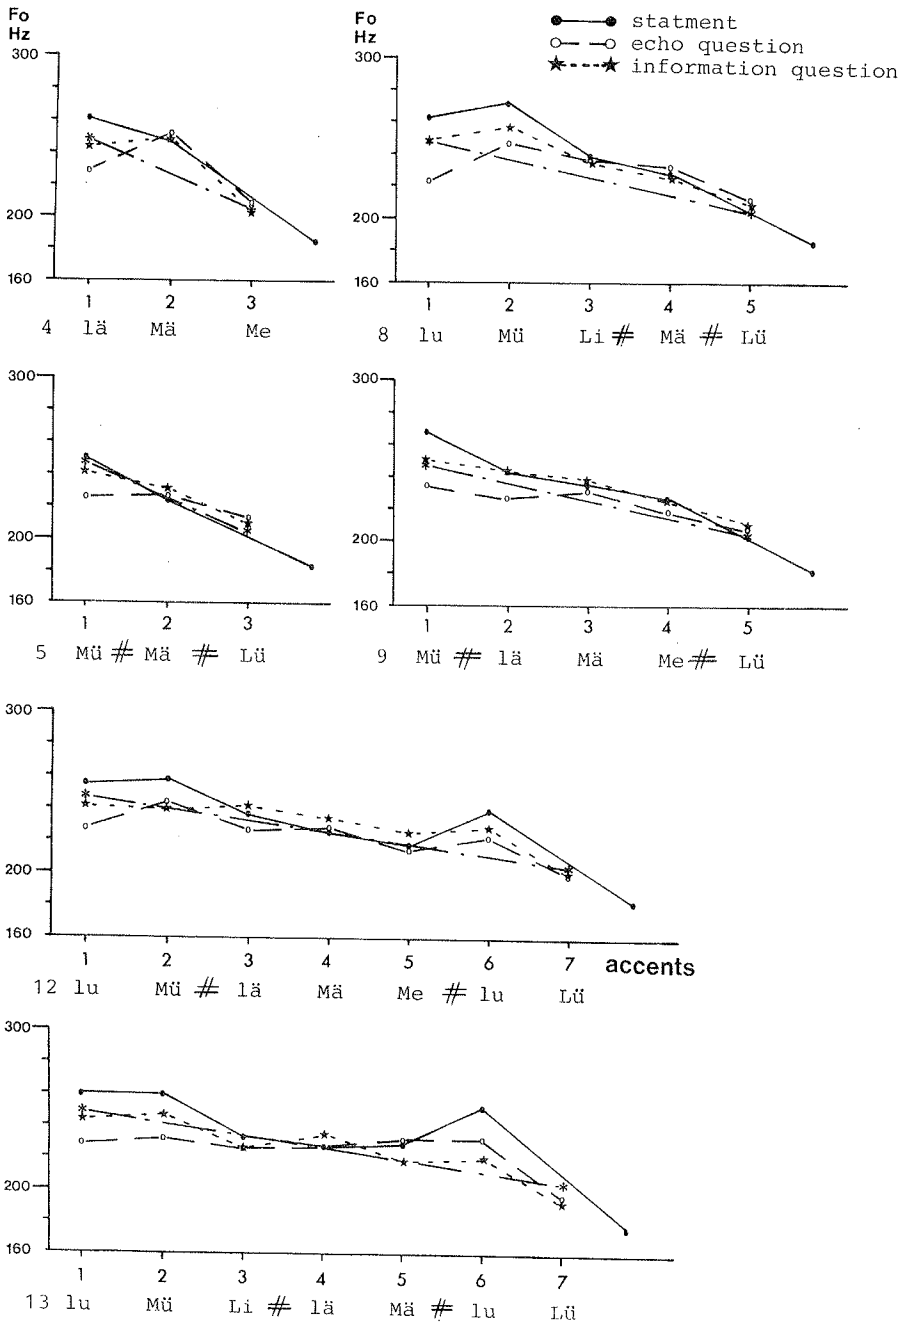 Fo
Hz
300
200
160
1 2 3
4 lä Mä Me
Fo
Hz
300
200
160
1 2 3 4 5
8 lu Mü Li # Mä # Lü
statment
echo question
information question
300
200
160
1 2 3
5 Mü # Mä # Lü
300
200
160
1 2 3 4 5
9 Mü # lä Mä Me # Lü
300
200
160
1 2 3 4 5 6 7 accents
12 lu Mü # lä Mä Me # lu Lü
300
200
160
1 2 3 4 5 6 7
13 lu Mü Li # lä Mä # lu Lü